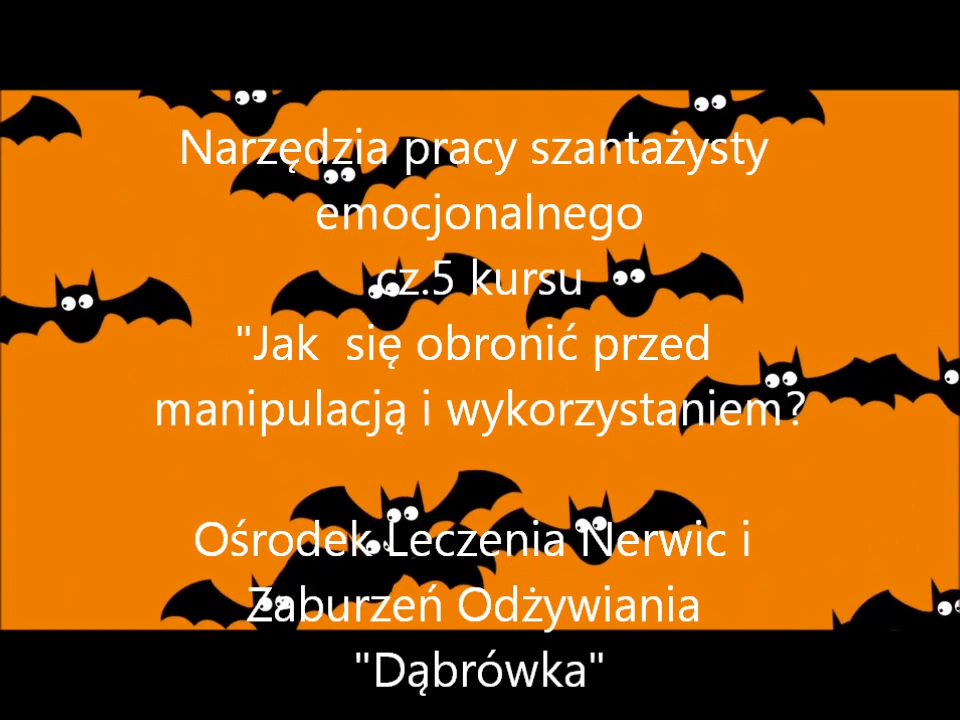 Narzędzia pracy szantażysty
emocjonalnego
cz.5 kursu
"Jak się obronić przed
manipulacją i wykorzystaniem?
Ośrodek Leczenia Nerwic i
Zaburzeń Odżywiania
"Dąbrówka"